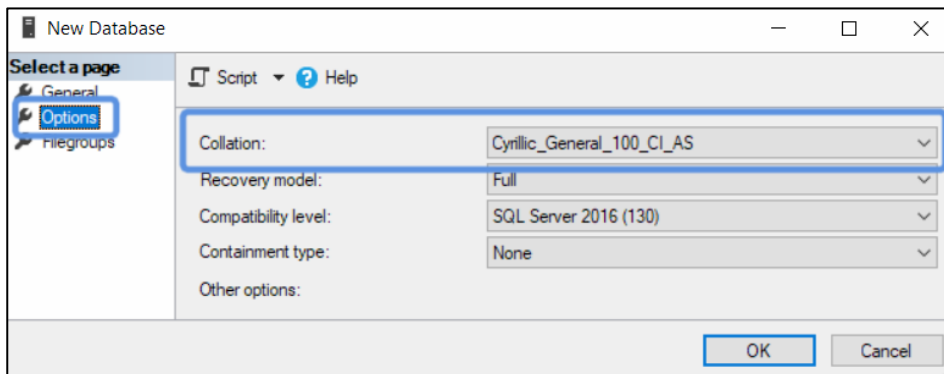 New Database
Select a page
General
Options
Filegroups
Script Help
Collation: Cyrillic_General_100_CI_AS
Recovery model: Full
Compatibility level: SQL Server 2016 (130)
Containment type: None
Other options:
OK Cancel